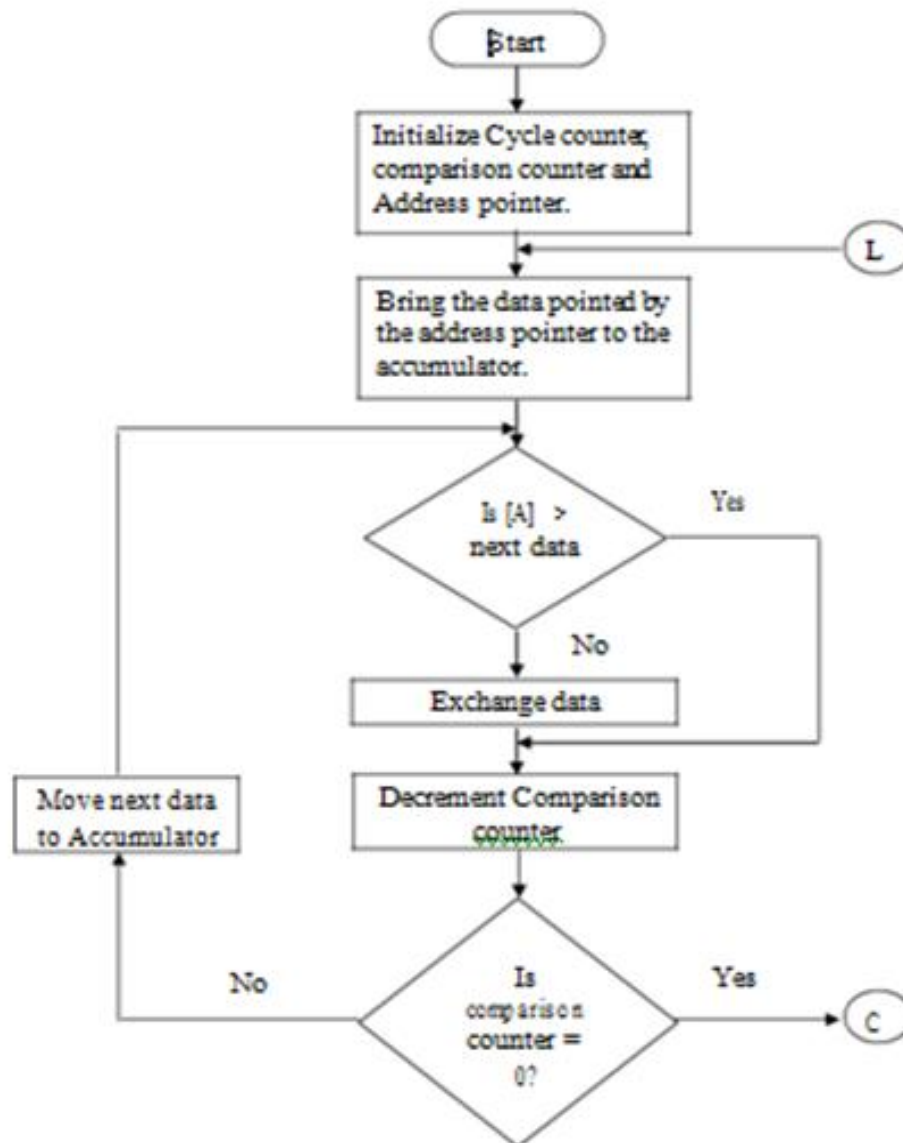 Start
Initialize Cycle counter,
comparison counter and
Address pointer.
L
Bring the data pointed by
the address pointer to the
accumulator.
Is [A] >
next data
Yes
No
Exchange data
Move next data
to Accumulator
Decrement Comparison
counter.
No
Is
comparison
counter =
0?
Yes
C